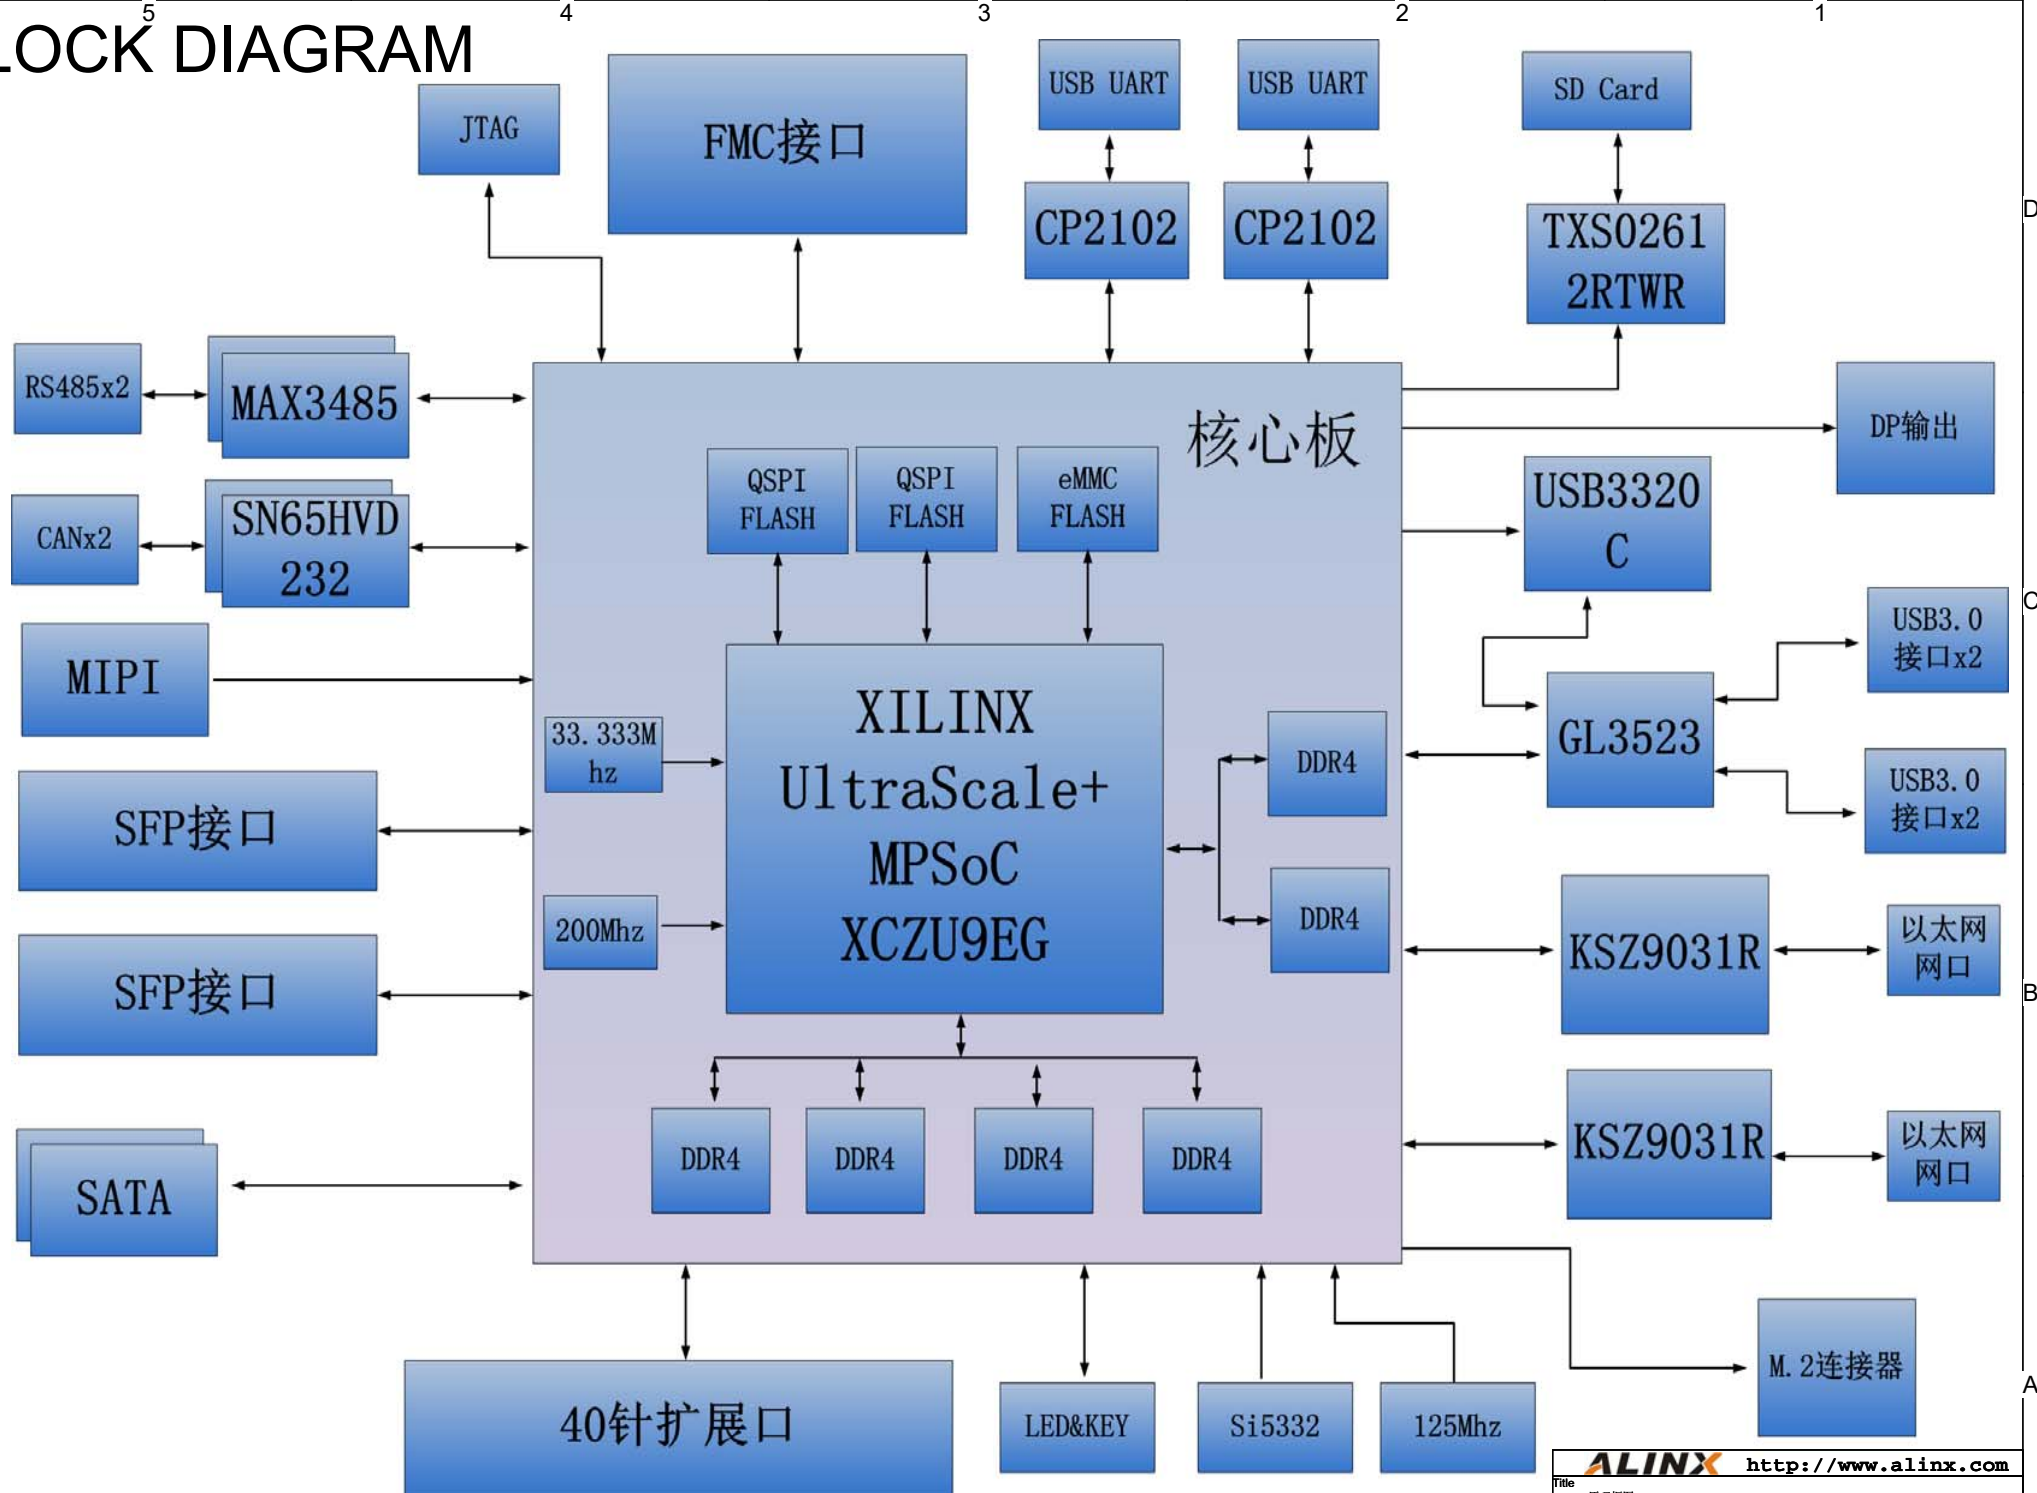 5 4 3 2 1
LOCK DIAGRAM
JTAG
FMC接口
USB UART
USB UART
SD Card
CP2102
CP2102
TXS0261
2RTWR
D
RS485x2
MAX3485
核心板
DP输出
CANx2
SN65HVD
232
QSPI
FLASH
QSPI
FLASH
eMMC
FLASH
USB3320
C
C
MIPI
USB3.0
接口x2
33.333M
hz
XILINX
UltraScale+
MPSoC
XCZU9EG
DDR4
GL3523
SFP接口
USB3.0
接口x2
200Mhz
DDR4
KSZ9031R
以太网
网口
SFP接口
B
SATA
DDR4
DDR4
DDR4
DDR4
KSZ9031R
以太网
网口
M.2连接器
A
40针扩展口
LED&KEY
Si5332
125Mhz
ALINX http://www.alinx.com
Title